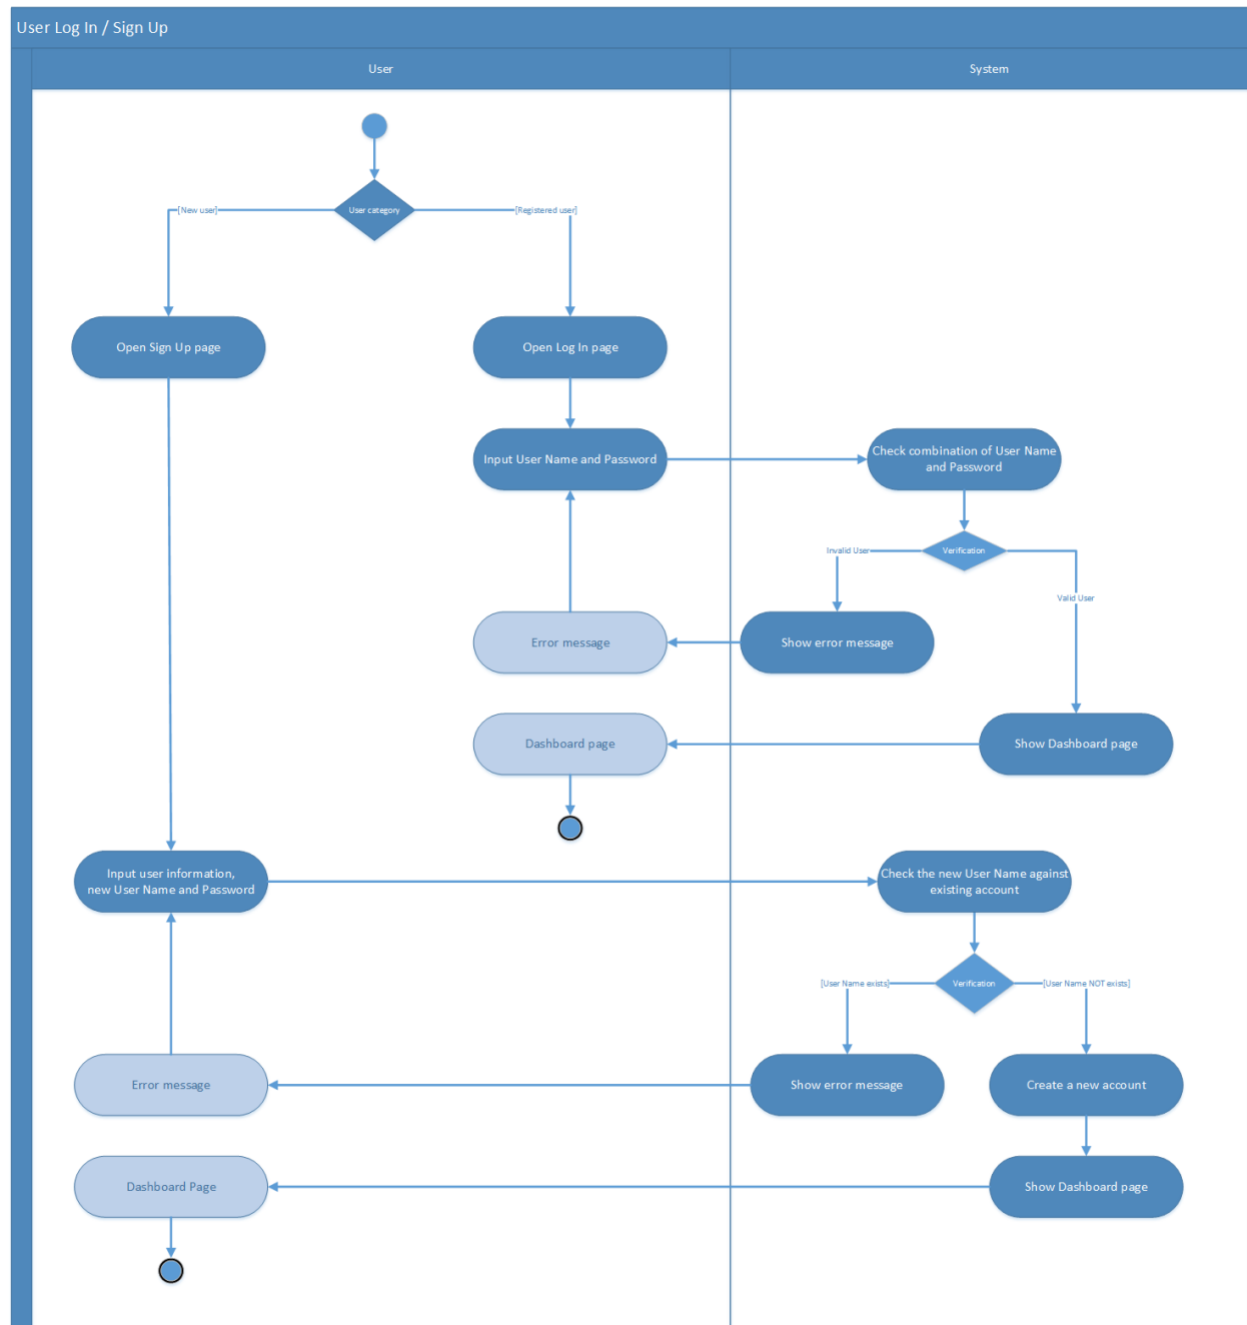 User Log In / Sign Up
User
System
User category
[New user]
[Registered user]
Open Sign Up page
Open Log In page
Input User Name and Password
Check combination of User Name
and Password
Verification
Invalid User
Valid User
Error message
Show error message
Dashboard page
Show Dashboard page
Input user information,
new User Name and Password
Check the new User Name against
existing account
Verification
[User Name exists]
[User Name NOT exists]
Error message
Show error message
Create a new account
Dashboard Page
Show Dashboard page